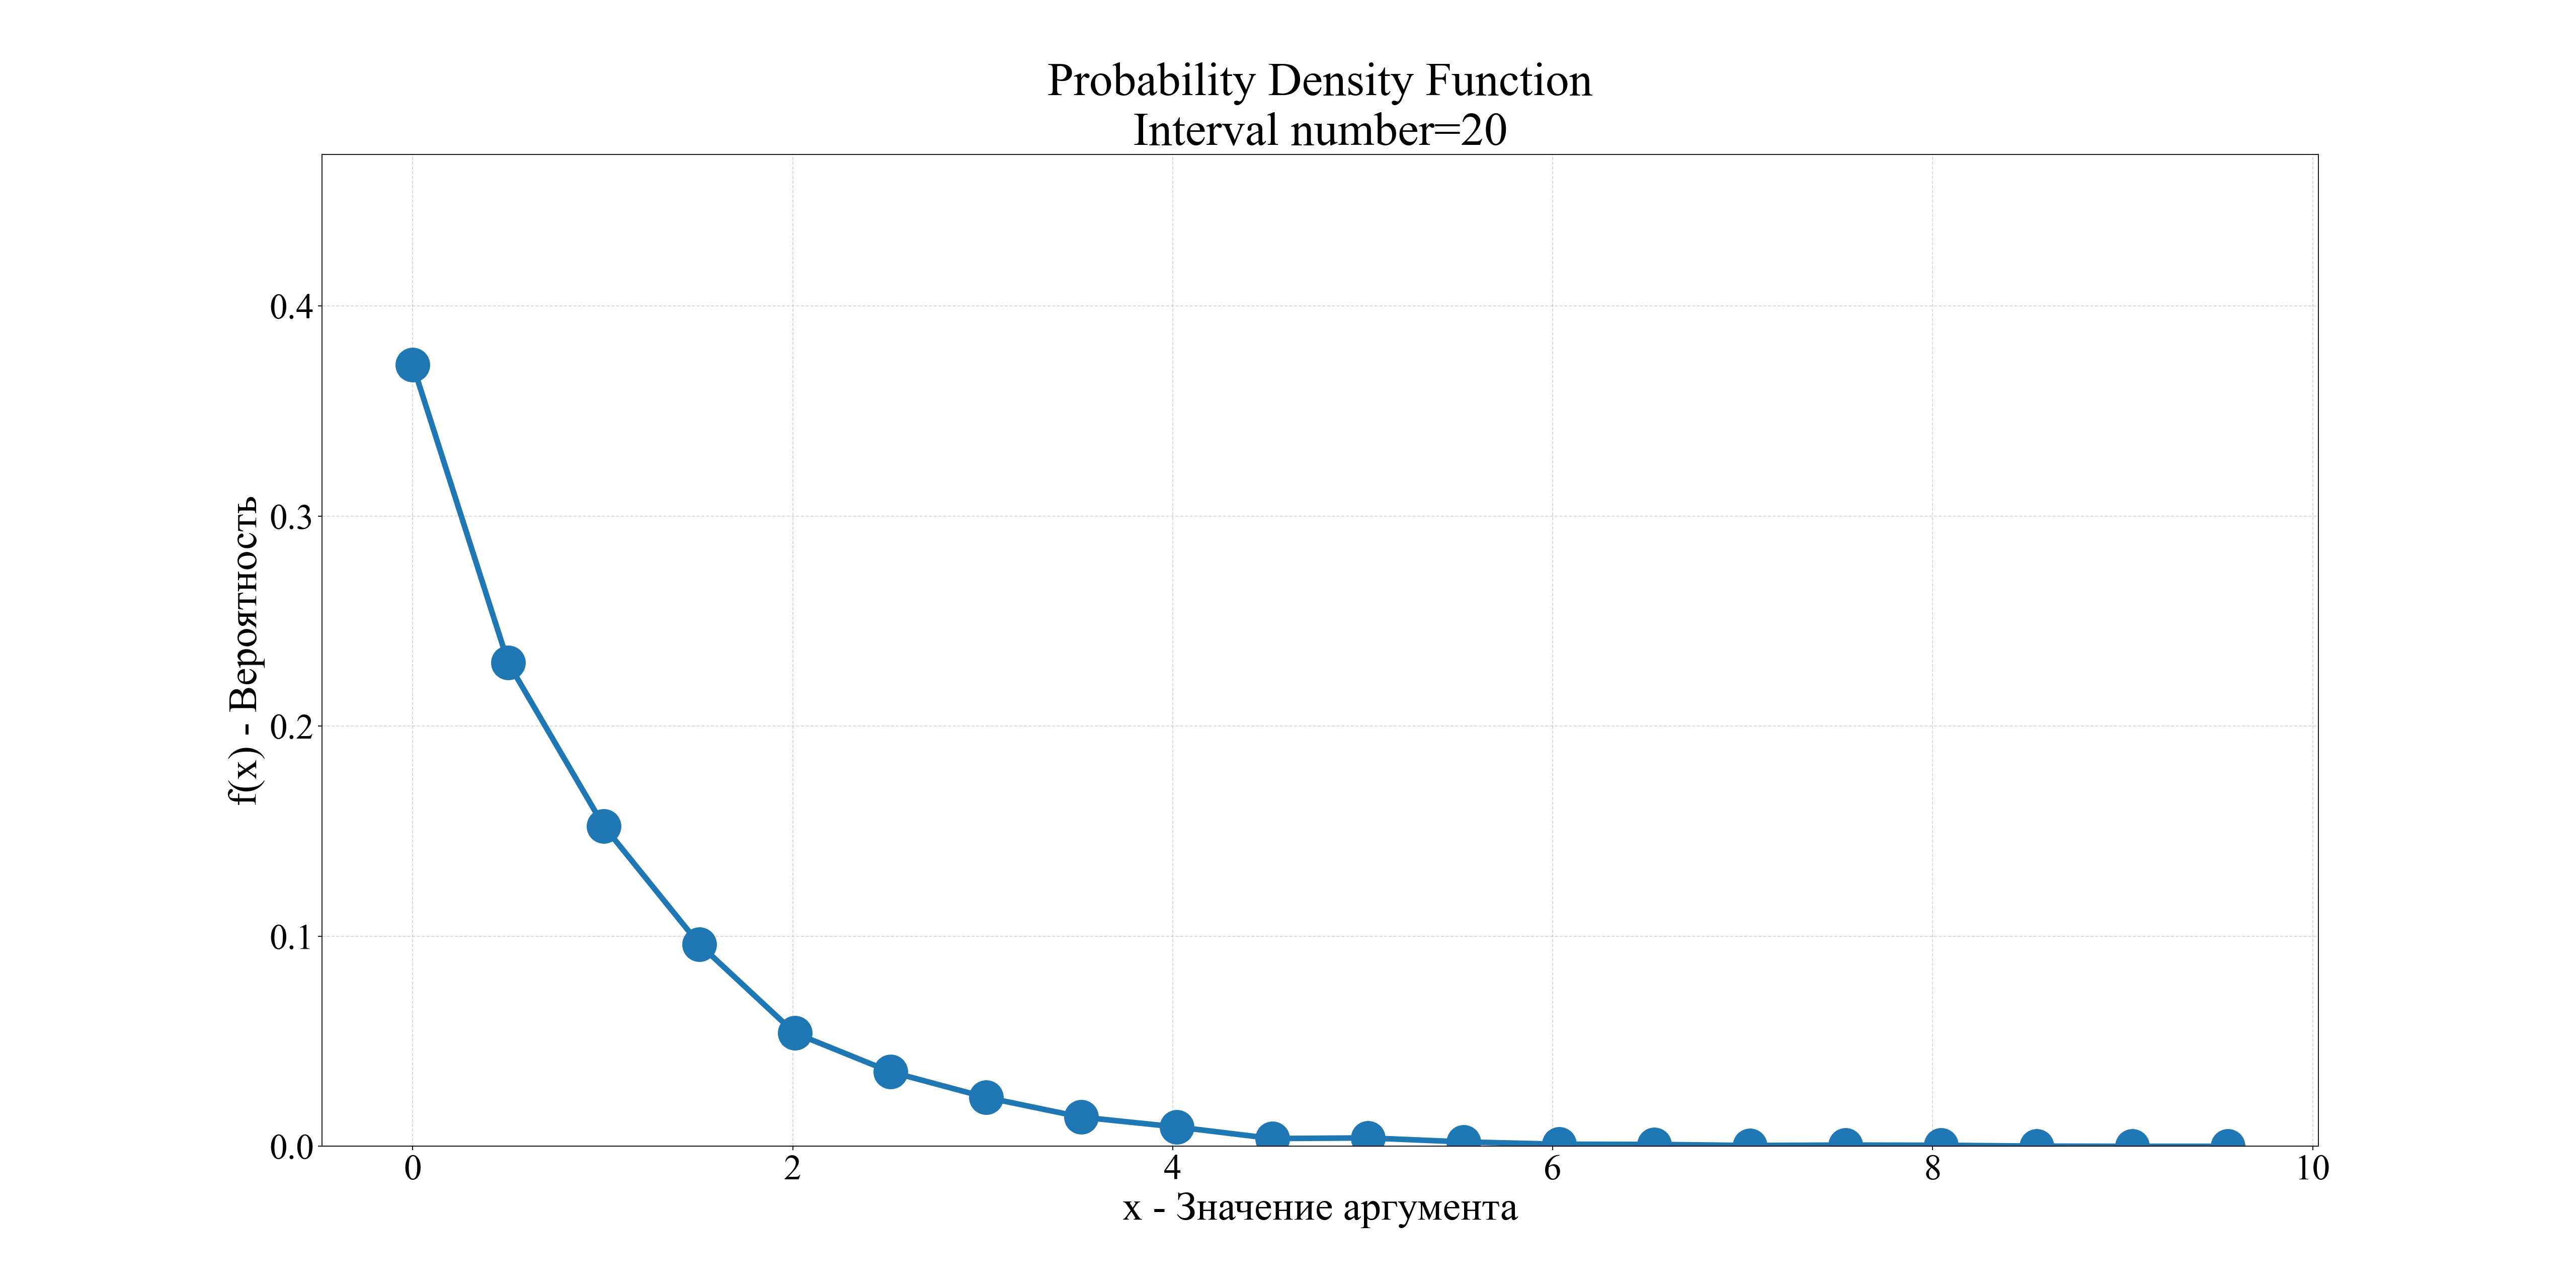 Probability Density Function
Interval number=20
f(x) - Вероятность
0.4
0.3
0.2
0.1
0.0
0 2 4 6 8 10
x - Значение аргумента